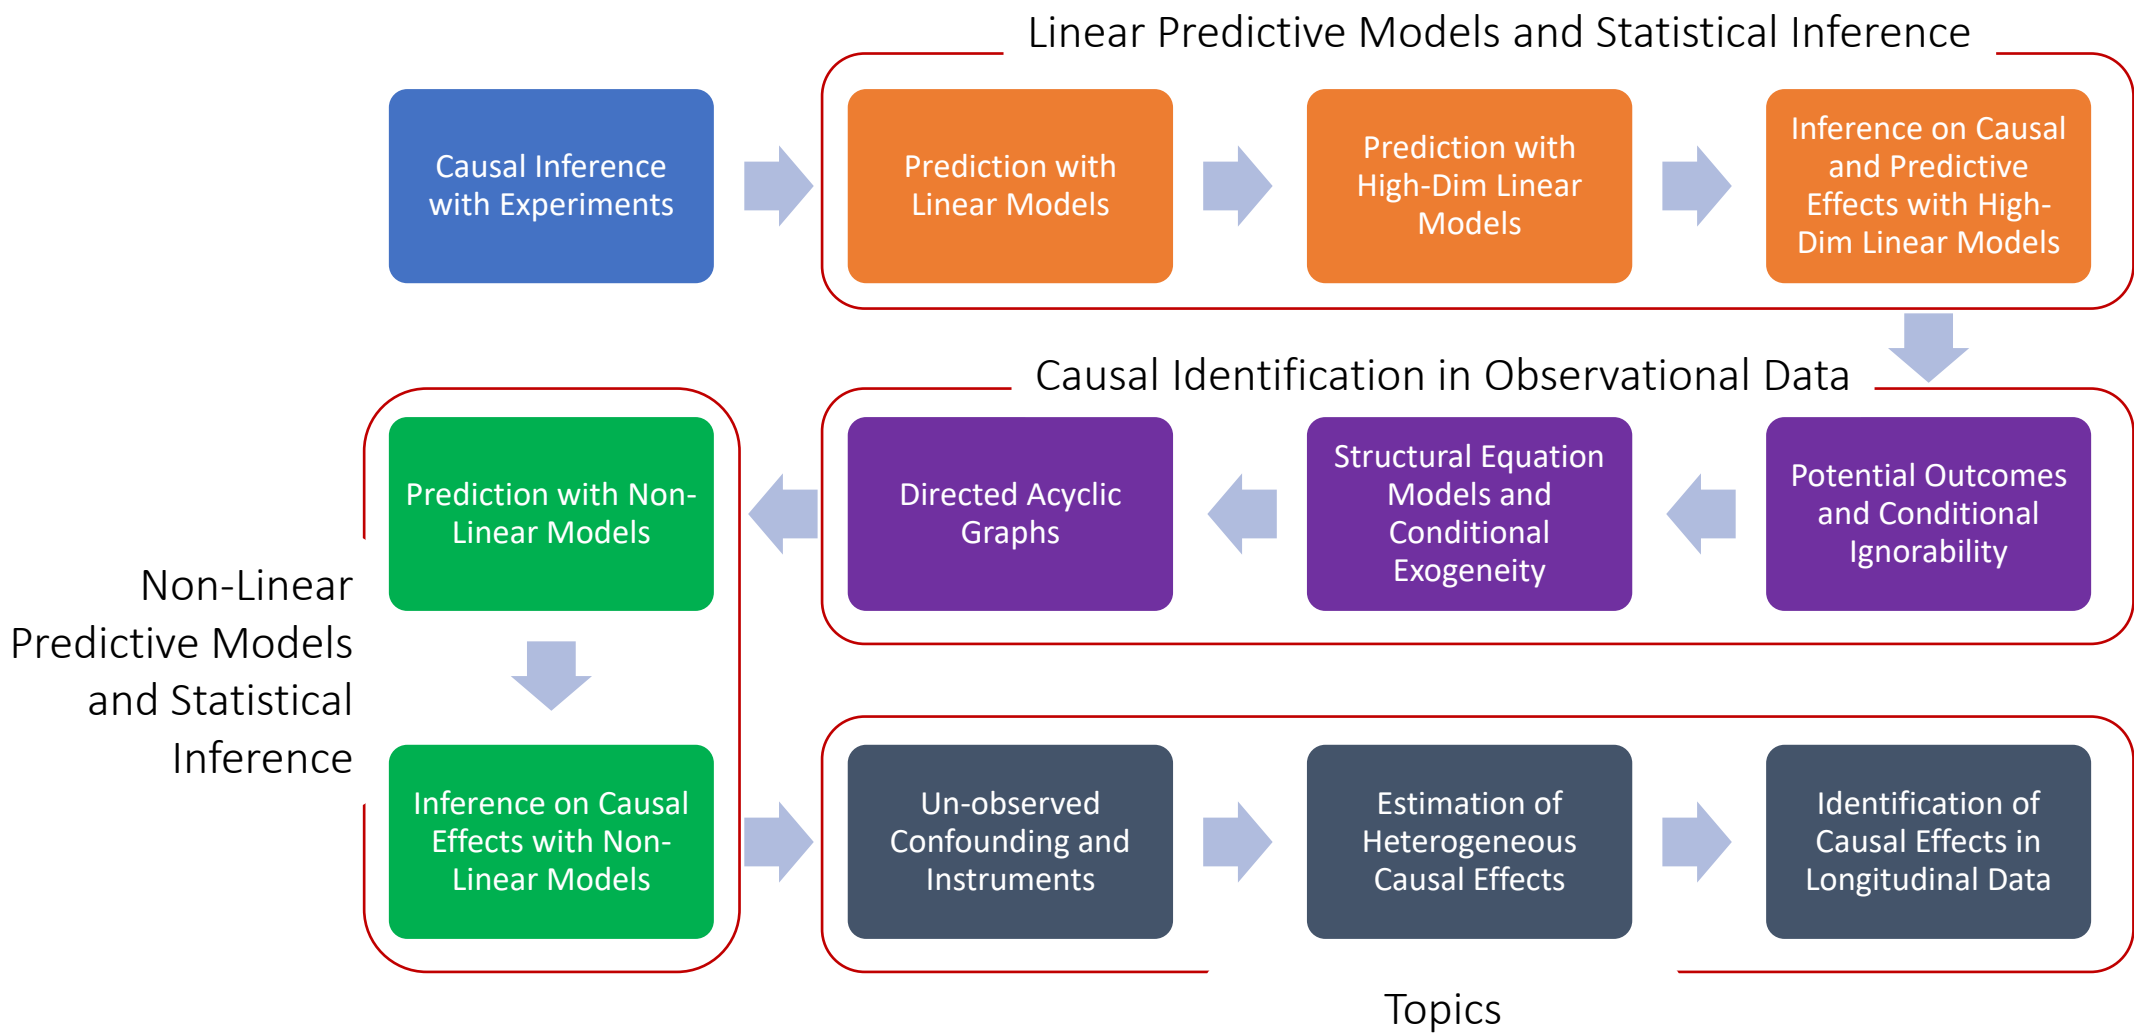 Linear Predictive Models and Statistical Inference
Causal Inference
with Experiments
Prediction with
Linear Models
Prediction with
High-Dim Linear
Models
Inference on Causal
and Predictive
Effects with High-
Dim Linear Models
Causal Identification in Observational Data
Potential Outcomes
and Conditional
Ignorability
Structural Equation
Models and
Conditional
Exogeneity
Directed Acyclic
Graphs
Non-Linear
Predictive Models
and Statistical
Inference
Prediction with Non-
Linear Models
Inference on Causal
Effects with Non-
Linear Models
Un-observed
Confounding and
Instruments
Estimation of
Heterogeneous
Causal Effects
Identification of
Causal Effects in
Longitudinal Data
Topics